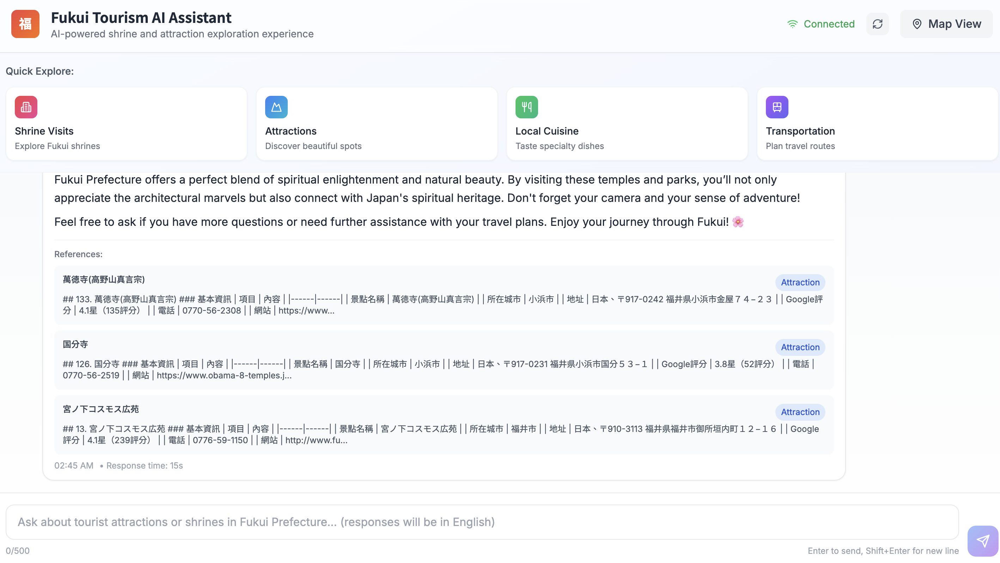 福
Fukui Tourism AI Assistant
AI-powered shrine and attraction exploration experience
Connected
Map View
Quick Explore:
Shrine Visits
Explore Fukui shrines
Attractions
Discover beautiful spots
Local Cuisine
Taste specialty dishes
Transportation
Plan travel routes
Fukui Prefecture offers a perfect blend of spiritual enlightenment and natural beauty. By visiting these temples and parks, you’ll not only
appreciate the architectural marvels but also connect with Japan's spiritual heritage. Don't forget your camera and your sense of adventure!
Feel free to ask if you have more questions or need further assistance with your travel plans. Enjoy your journey through Fukui! 🌸
References:
萬徳寺(高野山真言宗)
Attraction
## 133. 萬徳寺(高野山真言宗) ### 基本資訊 | 項目 | 內容 | |------|------| | 景點名稱 | 萬徳寺(高野山真言宗) | | 所在城市 | 小浜市 | | 地址 | 日本、〒917-0242 福井県小浜市金屋７４−２３ | | Google評
分 | 4.1星（135評分） | | 電話 | 0770-56-2308 | | 網站 | https://www...
国分寺
Attraction
## 126. 国分寺 ### 基本資訊 | 項目 | 內容 | |------|------| | 景點名稱 | 国分寺 | | 所在城市 | 小浜市 | | 地址 | 日本、〒917-0231 福井県小浜市国分５３−１ | | Google評分 | 3.8星（52評分） | | 電話 |
0770-56-2519 | | 網站 | https://www.obama-8-temples.j...
宮ノ下コスモス広苑
Attraction
## 13. 宮ノ下コスモス広苑 ### 基本資訊 | 項目 | 內容 | |------|------| | 景點名稱 | 宮ノ下コスモス広苑 | | 所在城市 | 福井市 | | 地址 | 日本、〒910-3113 福井県福井市御所垣内町１２−１６ | | Google
評分 | 4.1星（239評分） | | 電話 | 0776-59-1150 | | 網站 | http://www.fu...
02:45 AM • Response time: 15s
Ask about tourist attractions or shrines in Fukui Prefecture... (responses will be in English)
0/500
Enter to send, Shift+Enter for new line